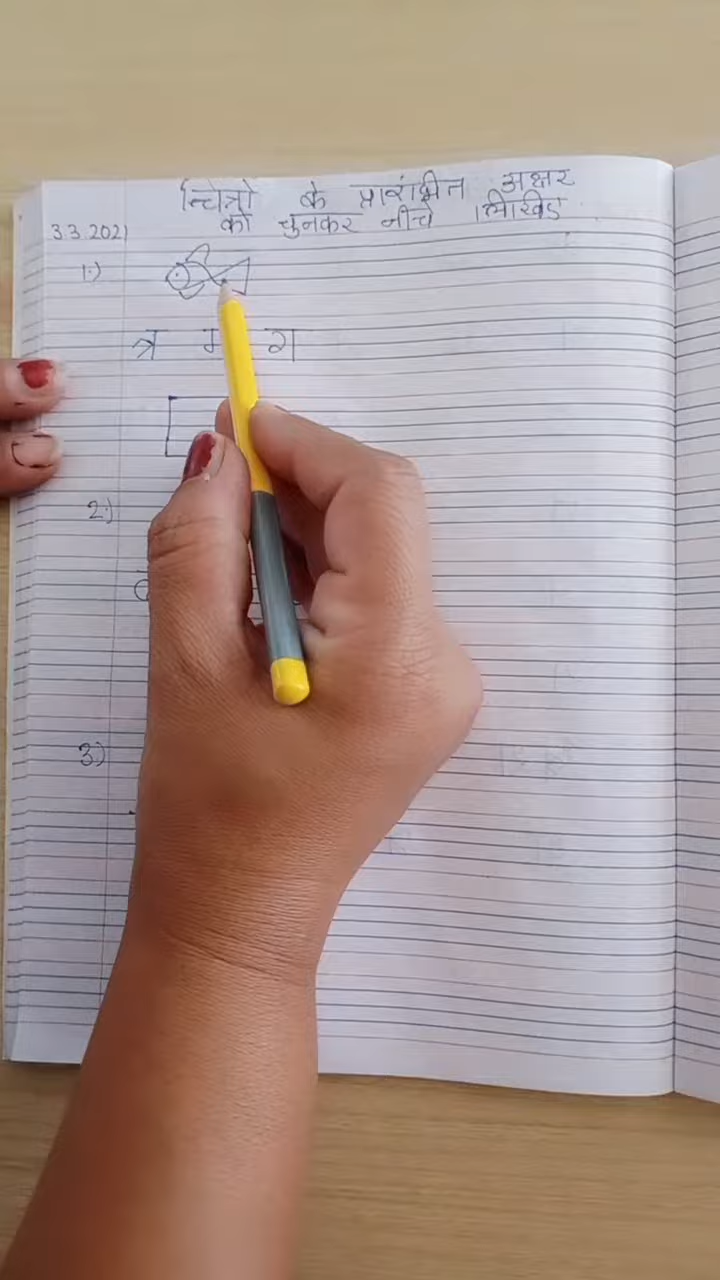 चित्रो के प्रारंभीत अक्षर
को चुनकर नीचे लिखिए
3.3.2021
1.)
त्र म ग
2.)
3.)